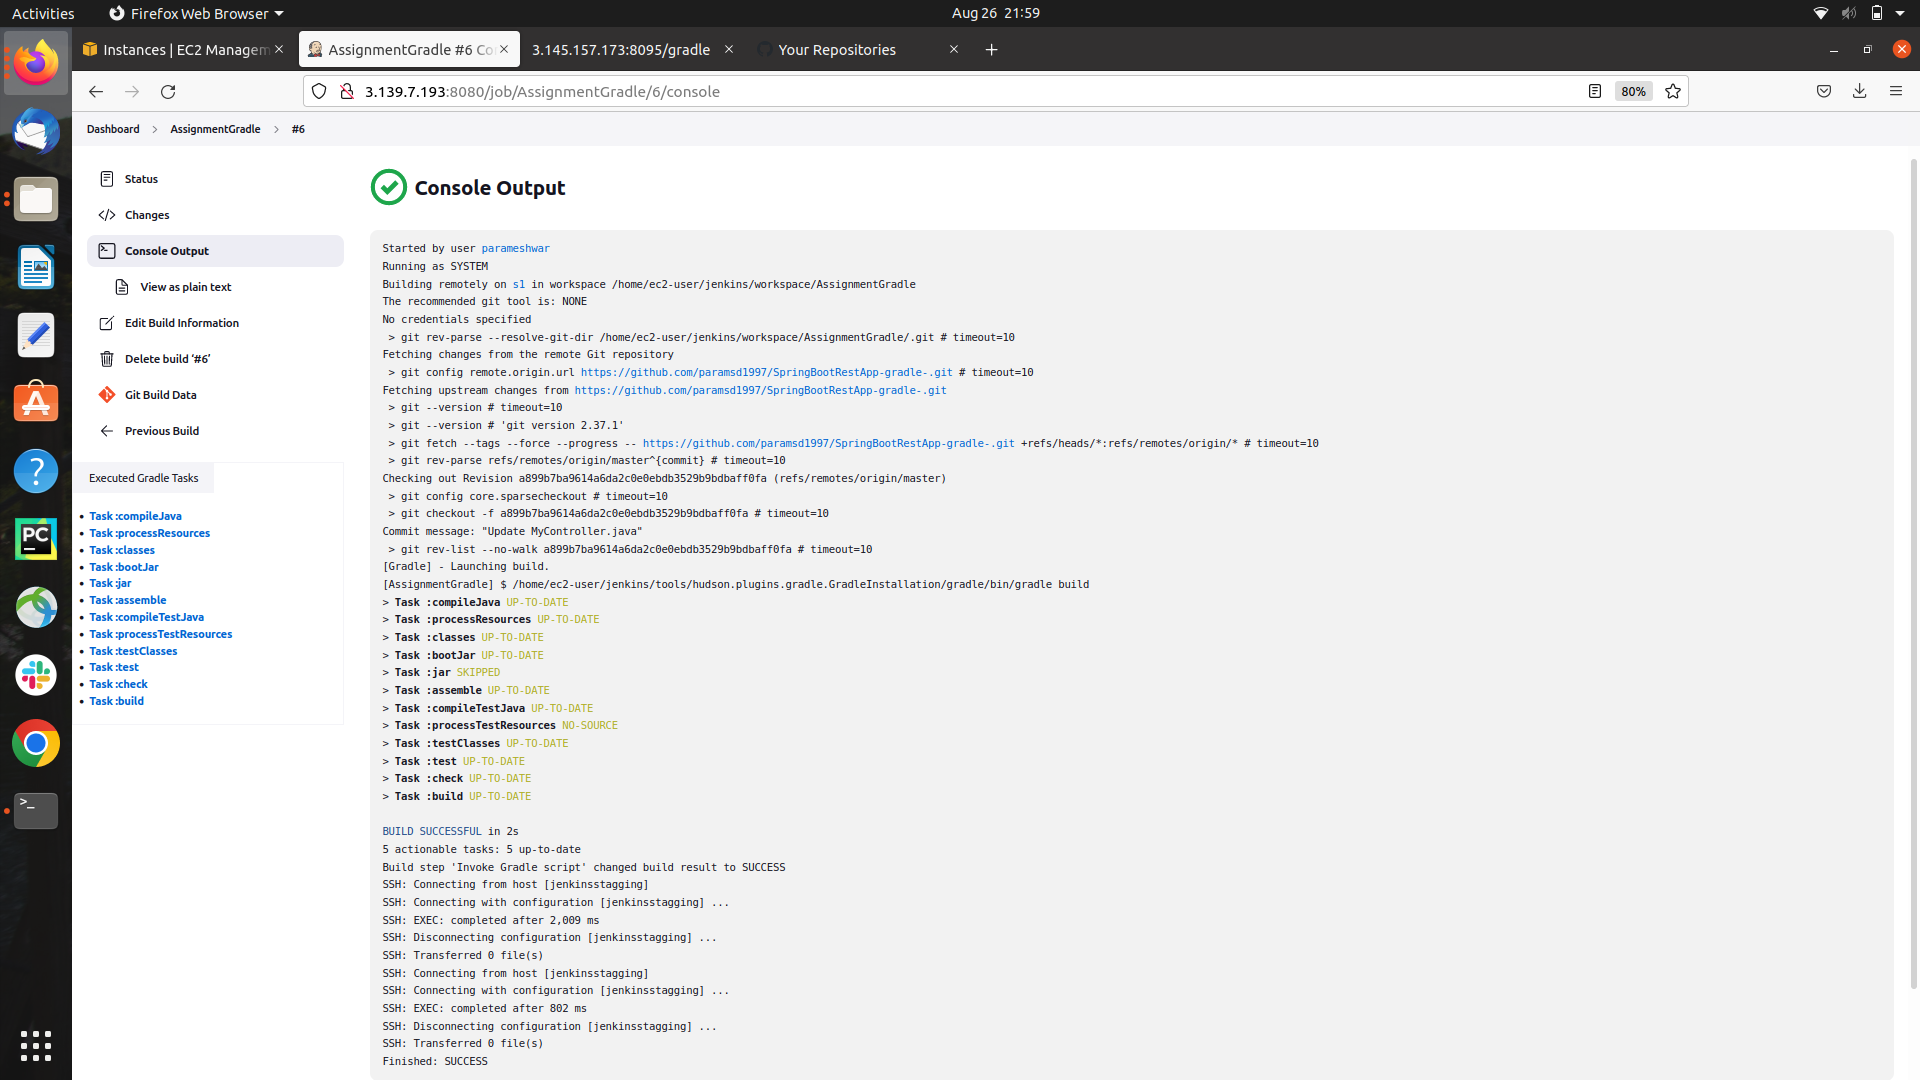 Activities
Firefox Web Browser
Aug 26 21:59
Instances | EC2 Managem
AssignmentGradle #6 Co
3.145.157.173:8095/gradle
Your Repositories
3.139.7.193:8080/job/AssignmentGradle/6/console
80%
Dashboard
AssignmentGradle
#6
Status
Changes
Console Output
View as plain text
Edit Build Information
Delete build ‘#6’
Git Build Data
Previous Build
Executed Gradle Tasks
Task :compileJava
Task :processResources
Task :classes
Task :bootJar
Task :jar
Task :assemble
Task :compileTestJava
Task :processTestResources
Task :testClasses
Task :test
Task :check
Task :build
Console Output
Started by user parameshwar
Running as SYSTEM
Building remotely on s1 in workspace /home/ec2-user/jenkins/workspace/AssignmentGradle
The recommended git tool is: NONE
No credentials specified
> git rev-parse --resolve-git-dir /home/ec2-user/jenkins/workspace/AssignmentGradle/.git # timeout=10
Fetching changes from the remote Git repository
> git config remote.origin.url https://github.com/paramsd1997/SpringBootRestApp-gradle-.git # timeout=10
Fetching upstream changes from https://github.com/paramsd1997/SpringBootRestApp-gradle-.git
> git --version # timeout=10
> git --version # 'git version 2.37.1'
> git fetch --tags --force --progress -- https://github.com/paramsd1997/SpringBootRestApp-gradle-.git +refs/heads/*:refs/remotes/origin/* # timeout=10
> git rev-parse refs/remotes/origin/master^{commit} # timeout=10
Checking out Revision a899b7ba9614a6da2c0e0ebdb3529b9bdbaff0fa (refs/remotes/origin/master)
> git config core.sparsecheckout # timeout=10
> git checkout -f a899b7ba9614a6da2c0e0ebdb3529b9bdbaff0fa # timeout=10
Commit message: "Update MyController.java"
> git rev-list --no-walk a899b7ba9614a6da2c0e0ebdb3529b9bdbaff0fa # timeout=10
[Gradle] - Launching build.
[AssignmentGradle] $ /home/ec2-user/jenkins/tools/hudson.plugins.gradle.GradleInstallation/gradle/bin/gradle build
> Task :compileJava UP-TO-DATE
> Task :processResources UP-TO-DATE
> Task :classes UP-TO-DATE
> Task :bootJar UP-TO-DATE
> Task :jar SKIPPED
> Task :assemble UP-TO-DATE
> Task :compileTestJava UP-TO-DATE
> Task :processTestResources NO-SOURCE
> Task :testClasses UP-TO-DATE
> Task :test UP-TO-DATE
> Task :check UP-TO-DATE
> Task :build UP-TO-DATE
BUILD SUCCESSFUL in 2s
5 actionable tasks: 5 up-to-date
Build step 'Invoke Gradle script' changed build result to SUCCESS
SSH: Connecting from host [jenkinsstagging]
SSH: Connecting with configuration [jenkinsstagging] ...
SSH: EXEC: completed after 2,009 ms
SSH: Disconnecting configuration [jenkinsstagging] ...
SSH: Transferred 0 file(s)
SSH: Connecting from host [jenkinsstagging]
SSH: Connecting with configuration [jenkinsstagging] ...
SSH: EXEC: completed after 802 ms
SSH: Disconnecting configuration [jenkinsstagging] ...
SSH: Transferred 0 file(s)
Finished: SUCCESS